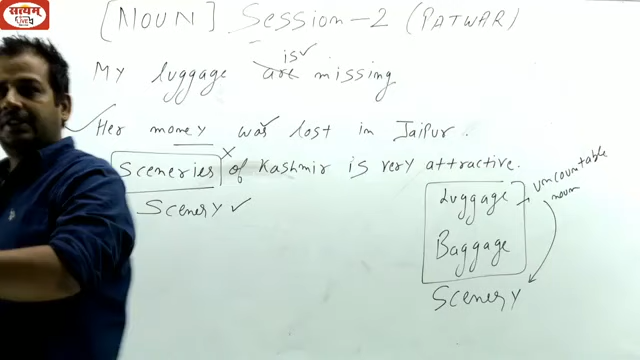 सत्यम्
LIVE
[NOUN] Session-2 (PATWAR)
is✓
My luggage are missing
✓ Her money was✓ lost in Jaipur.
Sceneries × of Kashmir is very attractive.
Scenery ✓
Luggage
Baggage
uncountable
noun
Scenery